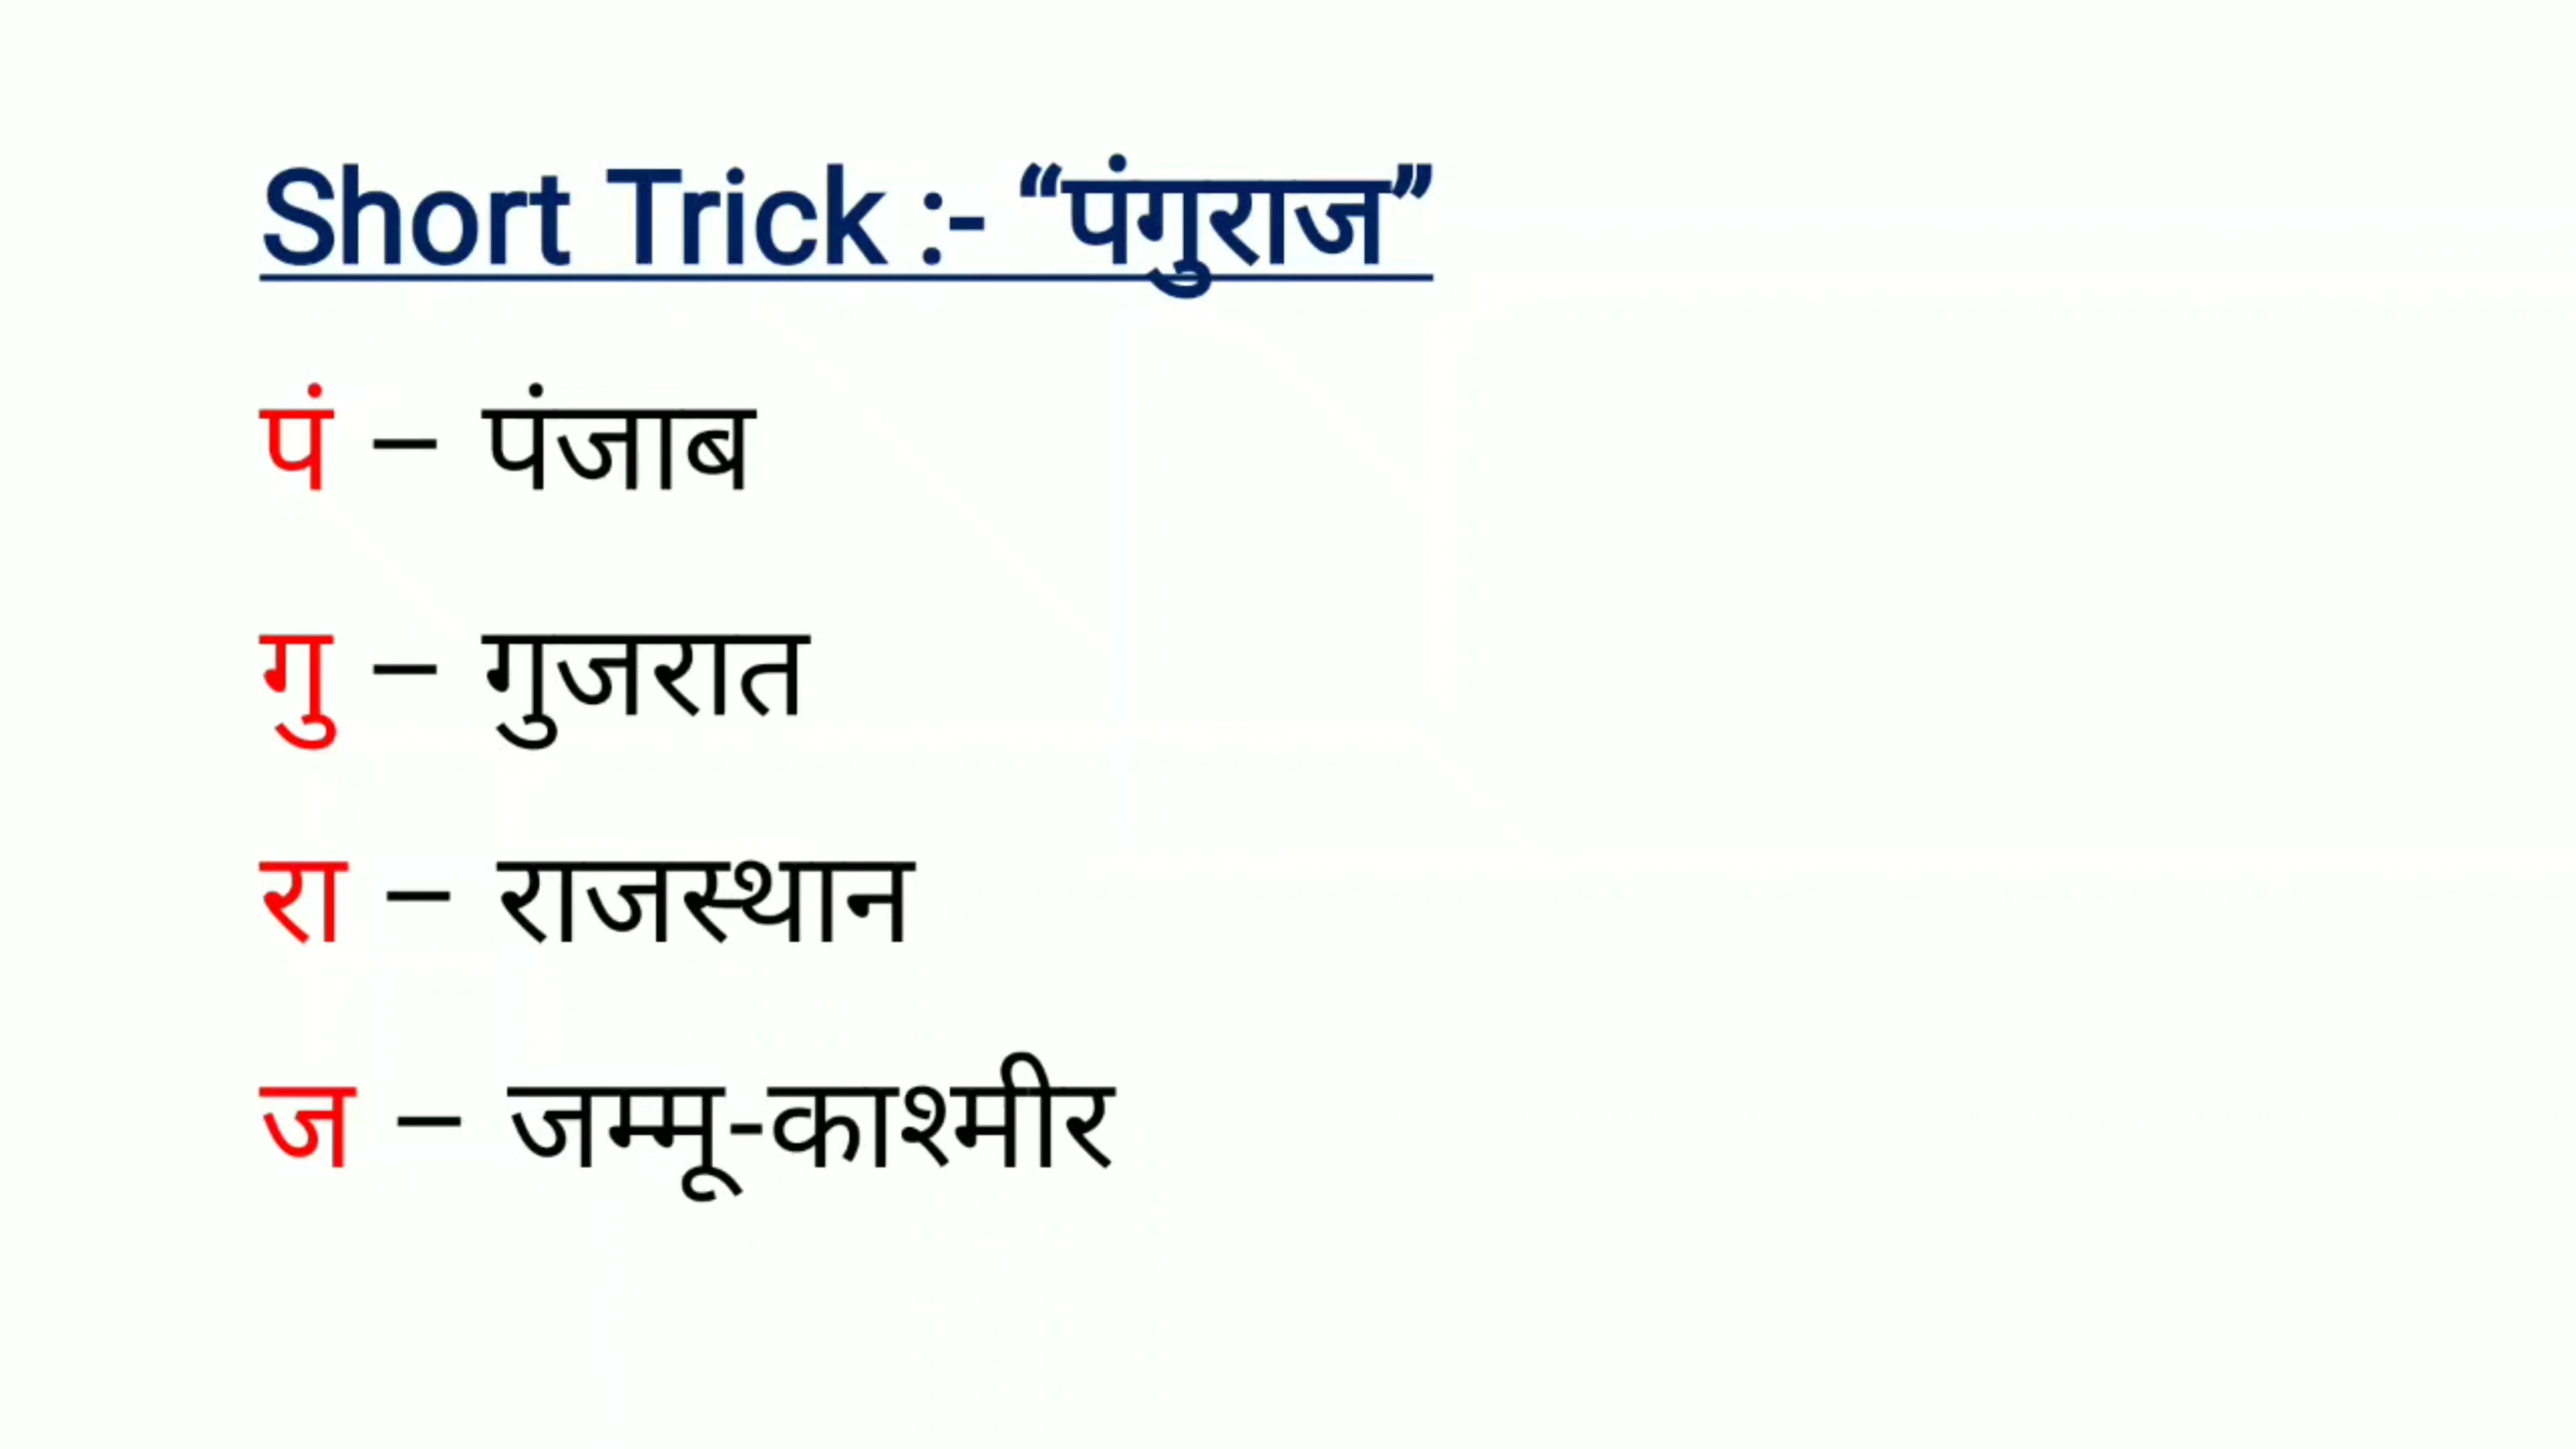 Short Trick :- “पंगुराज”
पं – पंजाब
गु – गुजरात
रा – राजस्थान
ज – जम्मू-काश्मीर